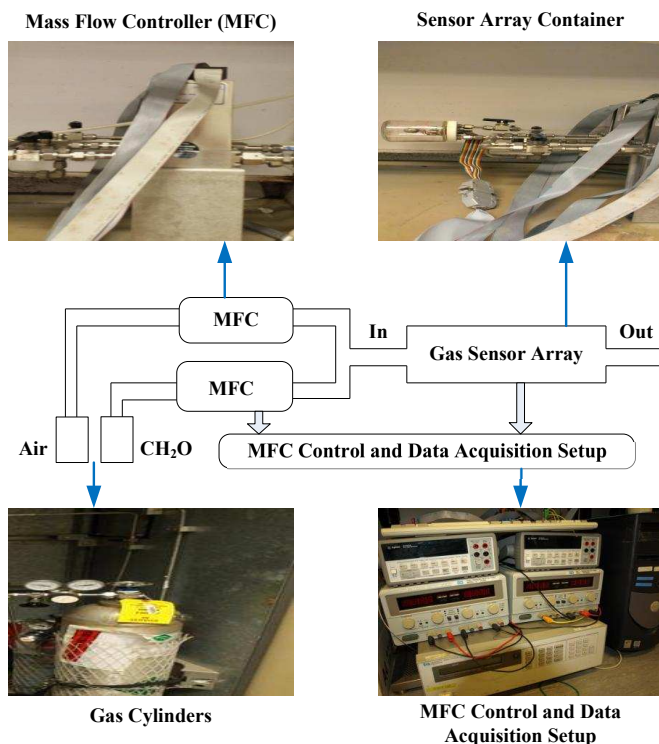 Mass Flow Controller (MFC)
Sensor Array Container
MFC
In
Out
Gas Sensor Array
MFC
Air
CH₂O
MFC Control and Data Acquisition Setup
Gas Cylinders
MFC Control and Data
Acquisition Setup